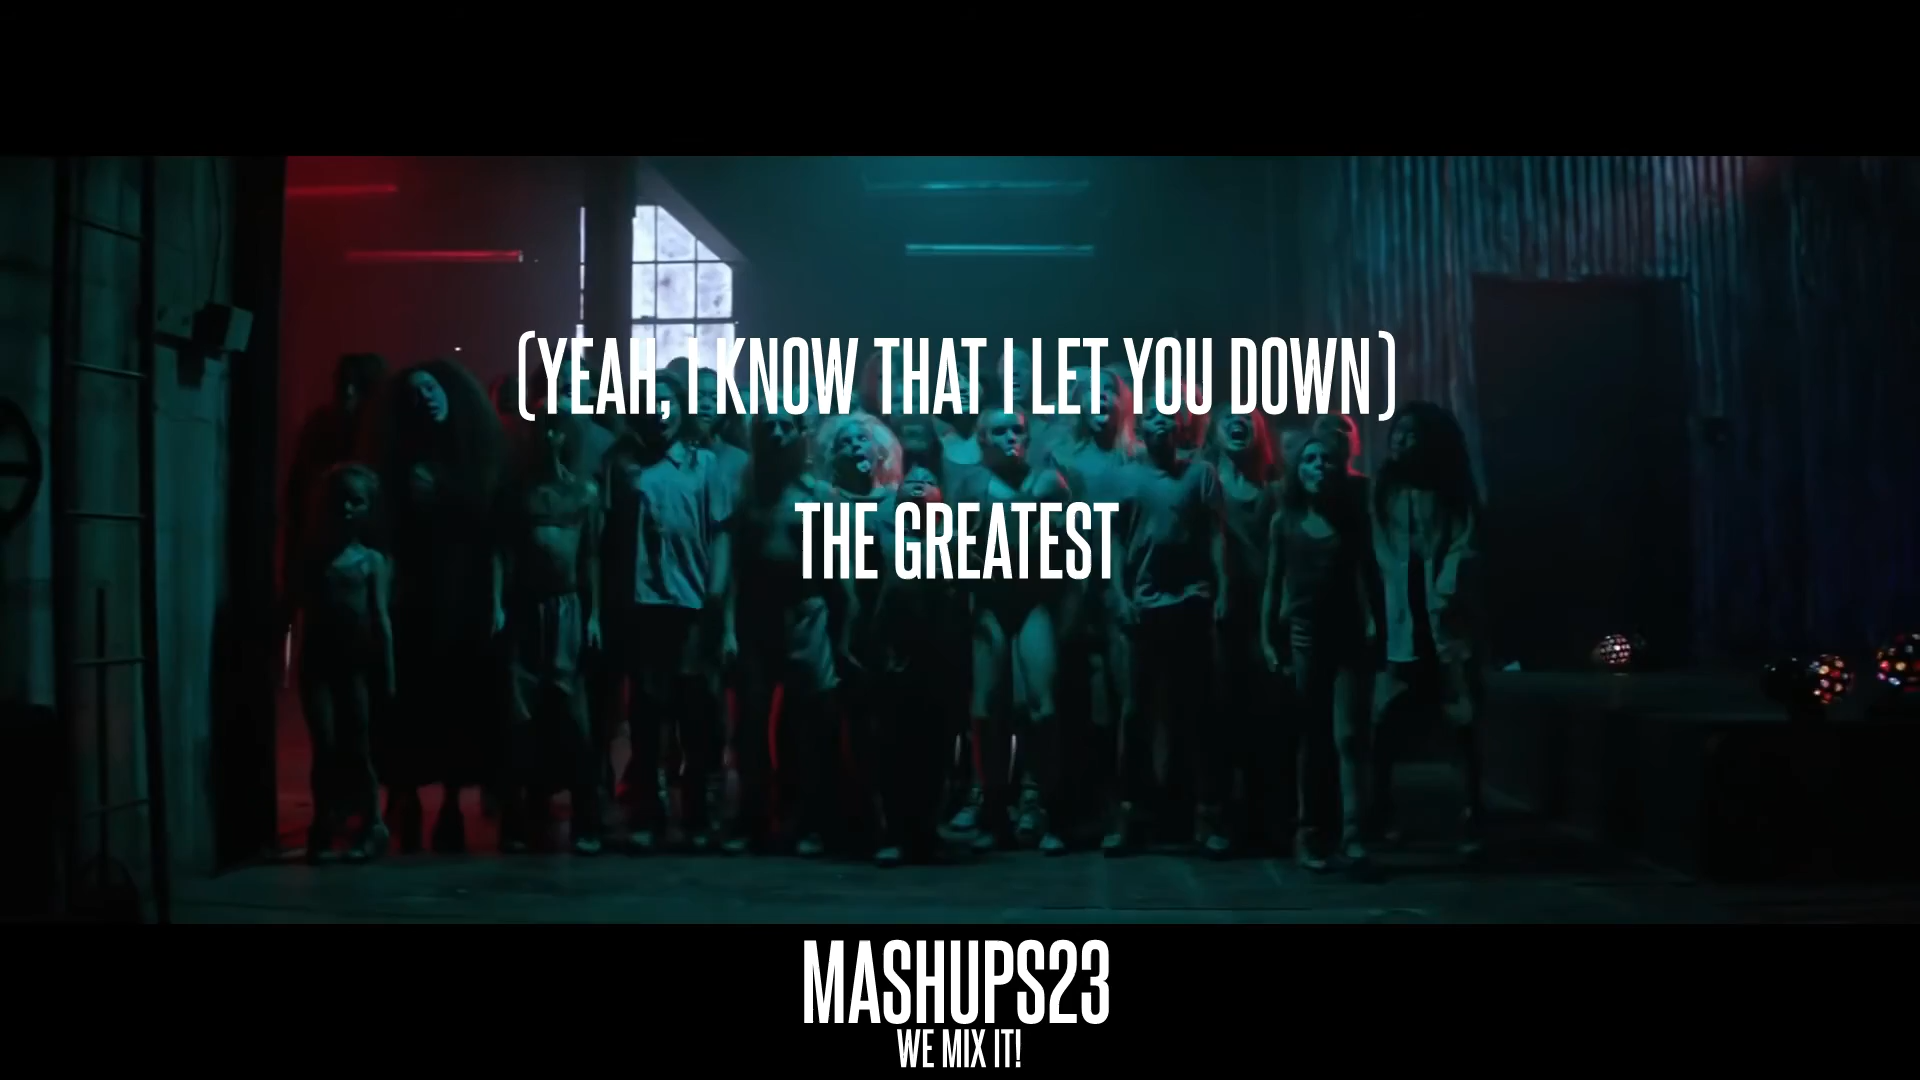 (YEAH, I KNOW THAT I LET YOU DOWN)
THE GREATEST
MASHUPS23
WE MIX IT!